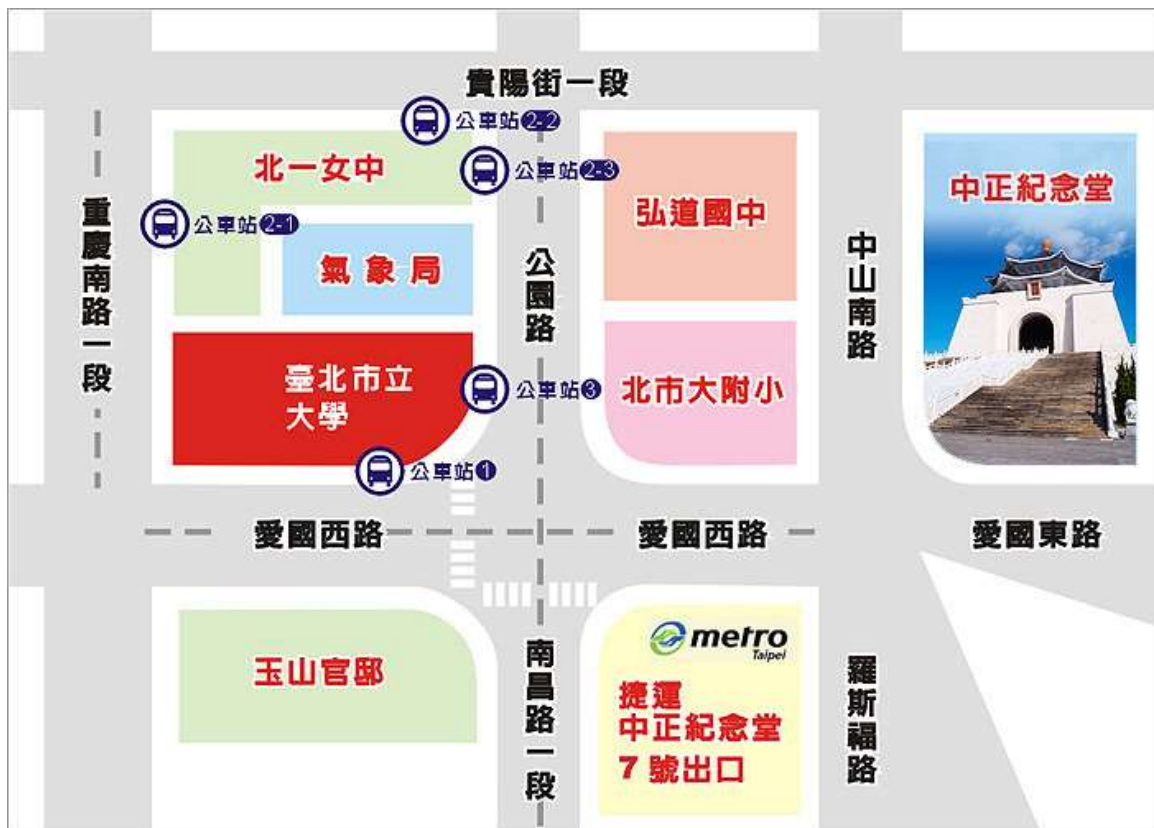 貴陽街一段
公車站2-2
北一女中
公車站2-3
中正紀念堂
弘道國中
公車站2-1
重慶南路一段
氣象局
公園路
中山南路
臺北市立
大學
公車站3
北市大附小
公車站1
愛國西路
愛國西路
愛國東路
metro
Taipei
玉山官邸
南昌路一段
捷運
中正紀念堂
7號出口
羅斯福路